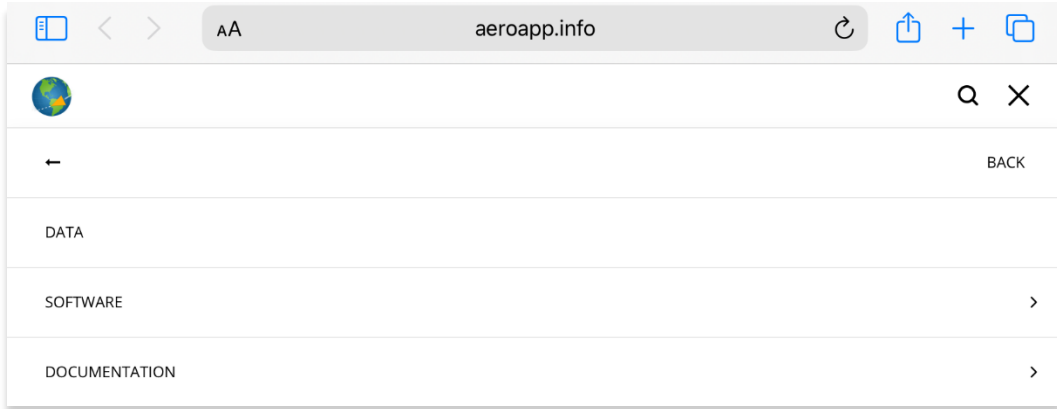 AA
aeroapp.info
BACK
DATA
SOFTWARE
DOCUMENTATION